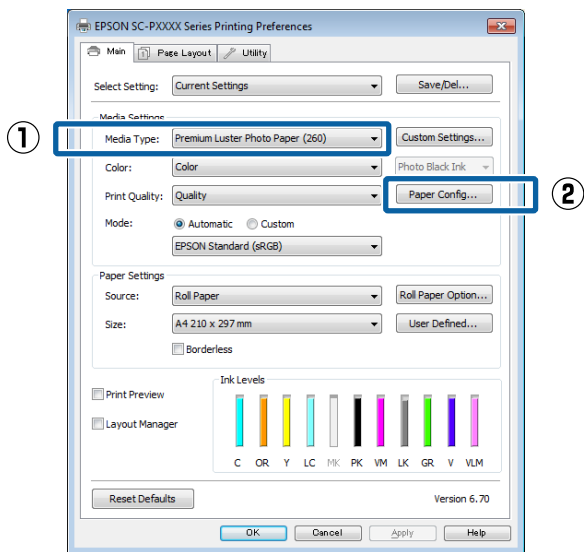 EPSON SC-PXXXX Series Printing Preferences
Main Page Layout Utility
Select Setting: Current Settings Save/Del...
Media Settings
① Media Type: Premium Luster Photo Paper (260) Custom Settings...
Color: Color Photo Black Ink
Print Quality: Quality Paper Config... ②
Mode: Automatic Custom
EPSON Standard (sRGB)
Paper Settings
Source: Roll Paper Roll Paper Option...
Size: A4 210 x 297 mm User Defined...
Borderless
Ink Levels
Print Preview
Layout Manager
C OR Y LC MK PK VM LK GR V VLM
Reset Defaults Version 6.70
OK Cancel Apply Help